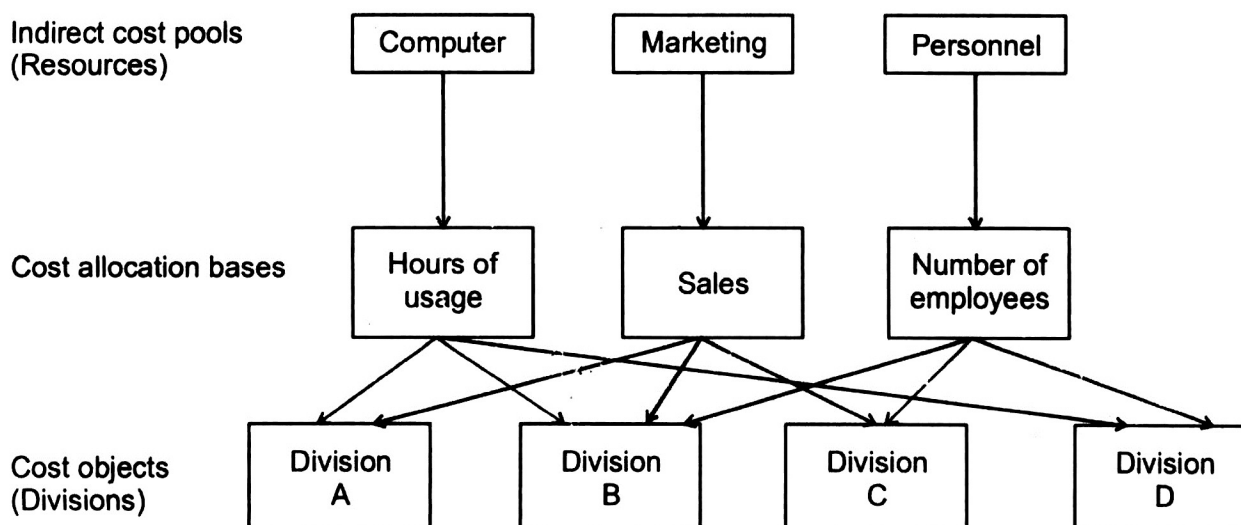 Indirect cost pools
(Resources)
Computer
Marketing
Personnel
Cost allocation bases
Hours of
usage
Sales
Number of
employees
Cost objects
(Divisions)
Division
A
Division
B
Division
C
Division
D